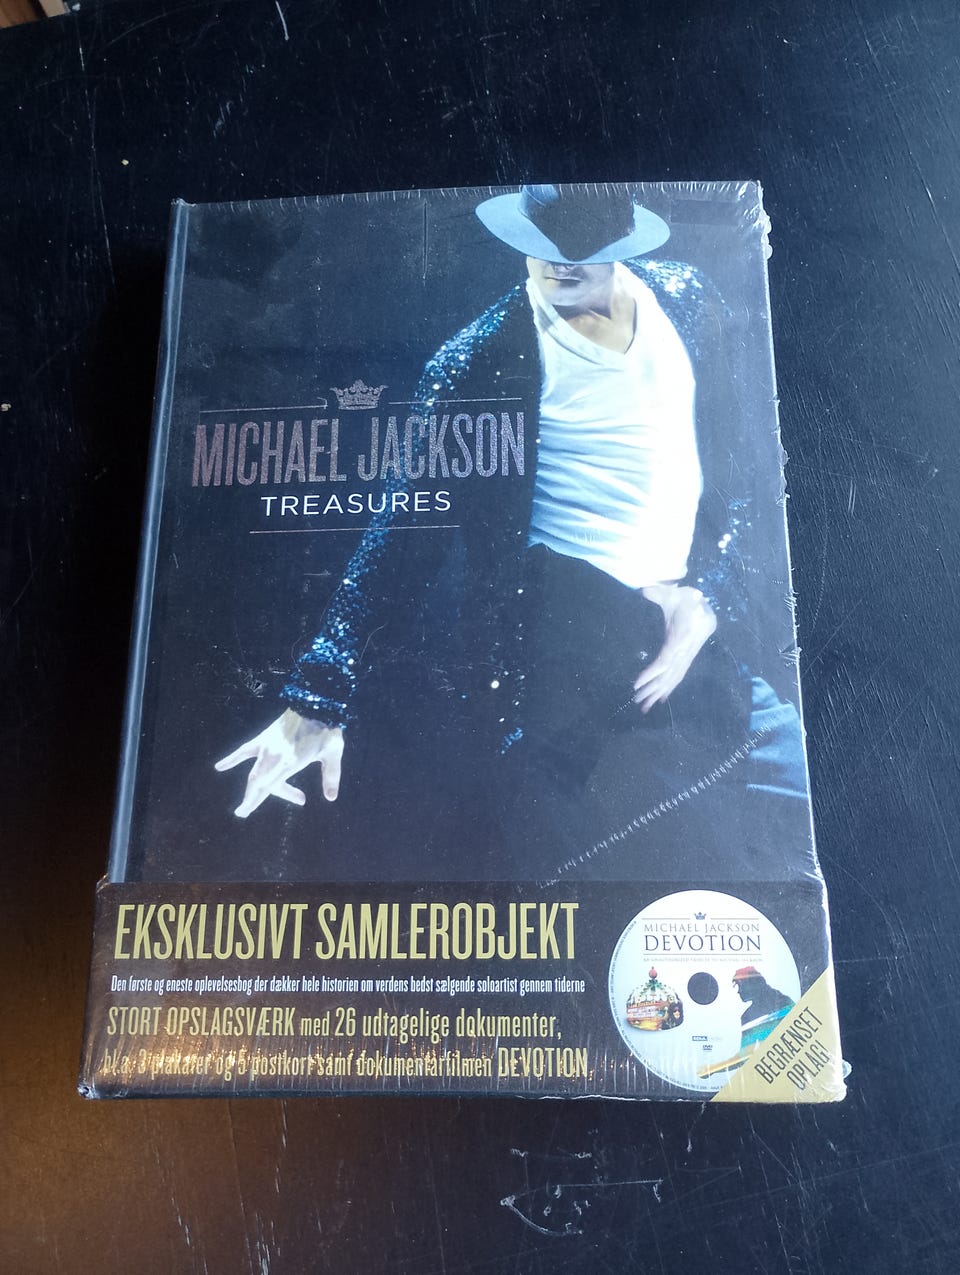 MICHAEL JACKSON
TREASURES
EKSKLUSIVT SAMLEROBJEKT
Den første og eneste oplevelsesbog der dækker hele historien om verdens bedst sælgende soloartist gennem tiderne
STORT OPSLAGSVÆRK med 26 udtagelige dokumenter,
bl.a. 3 plakater og 5 postkort samt dokumentarfilmen DEVOTION
MICHAEL JACKSON
DEVOTION
BEGRÆNSET
OPLAG!